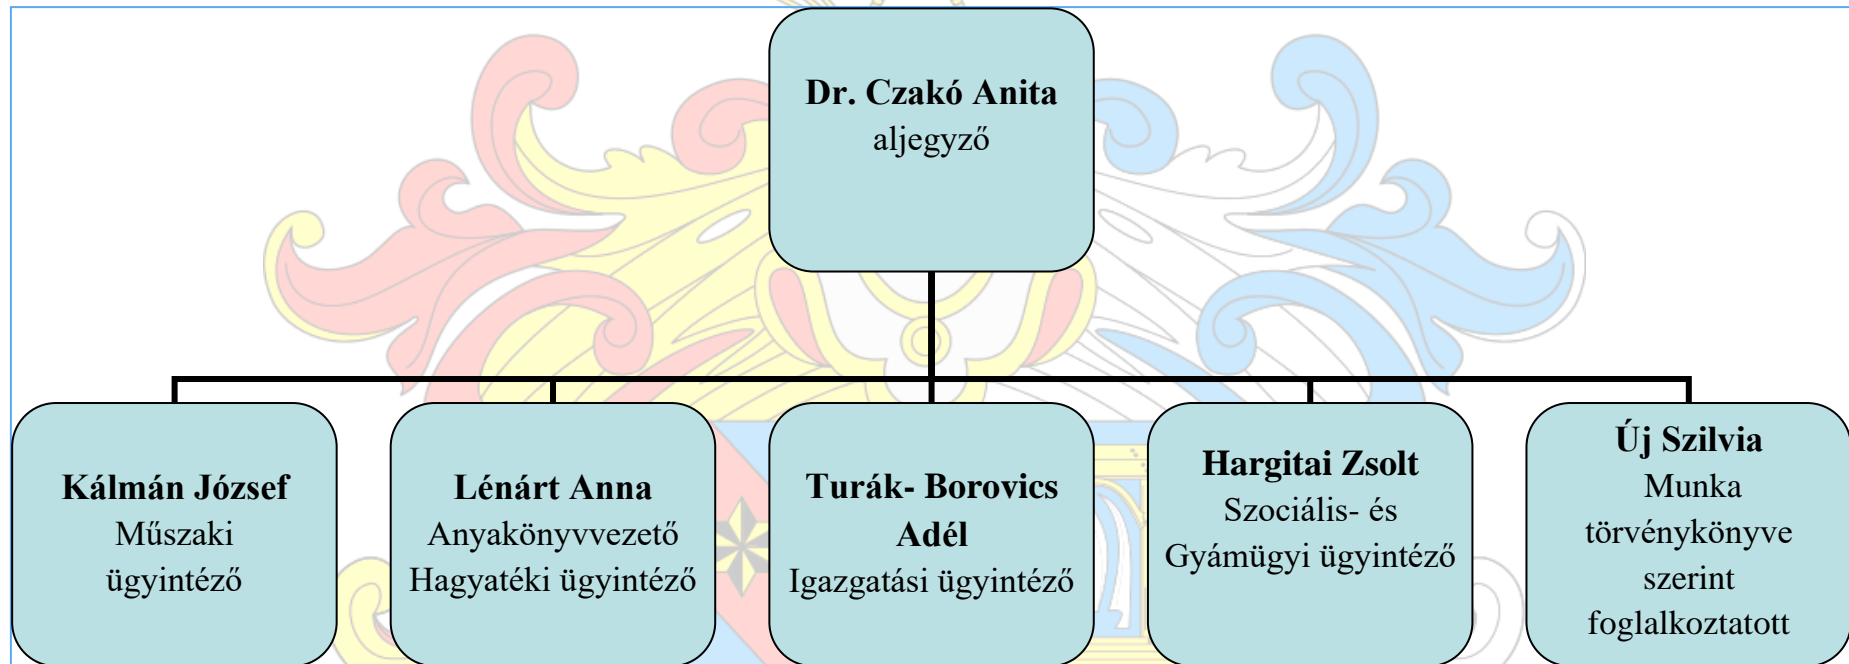 Dr. Czakó Anita
aljegyző
Kálmán József
Műszaki
ügyintéző
Lénárt Anna
Anyakönyvvezető
Hagyatéki ügyintéző
Turák- Borovics
Adél
Igazgatási ügyintéző
Hargitai Zsolt
Szociális- és
Gyámügyi ügyintéző
Új Szilvia
Munka
törvénykönyve
szerint
foglalkoztatott